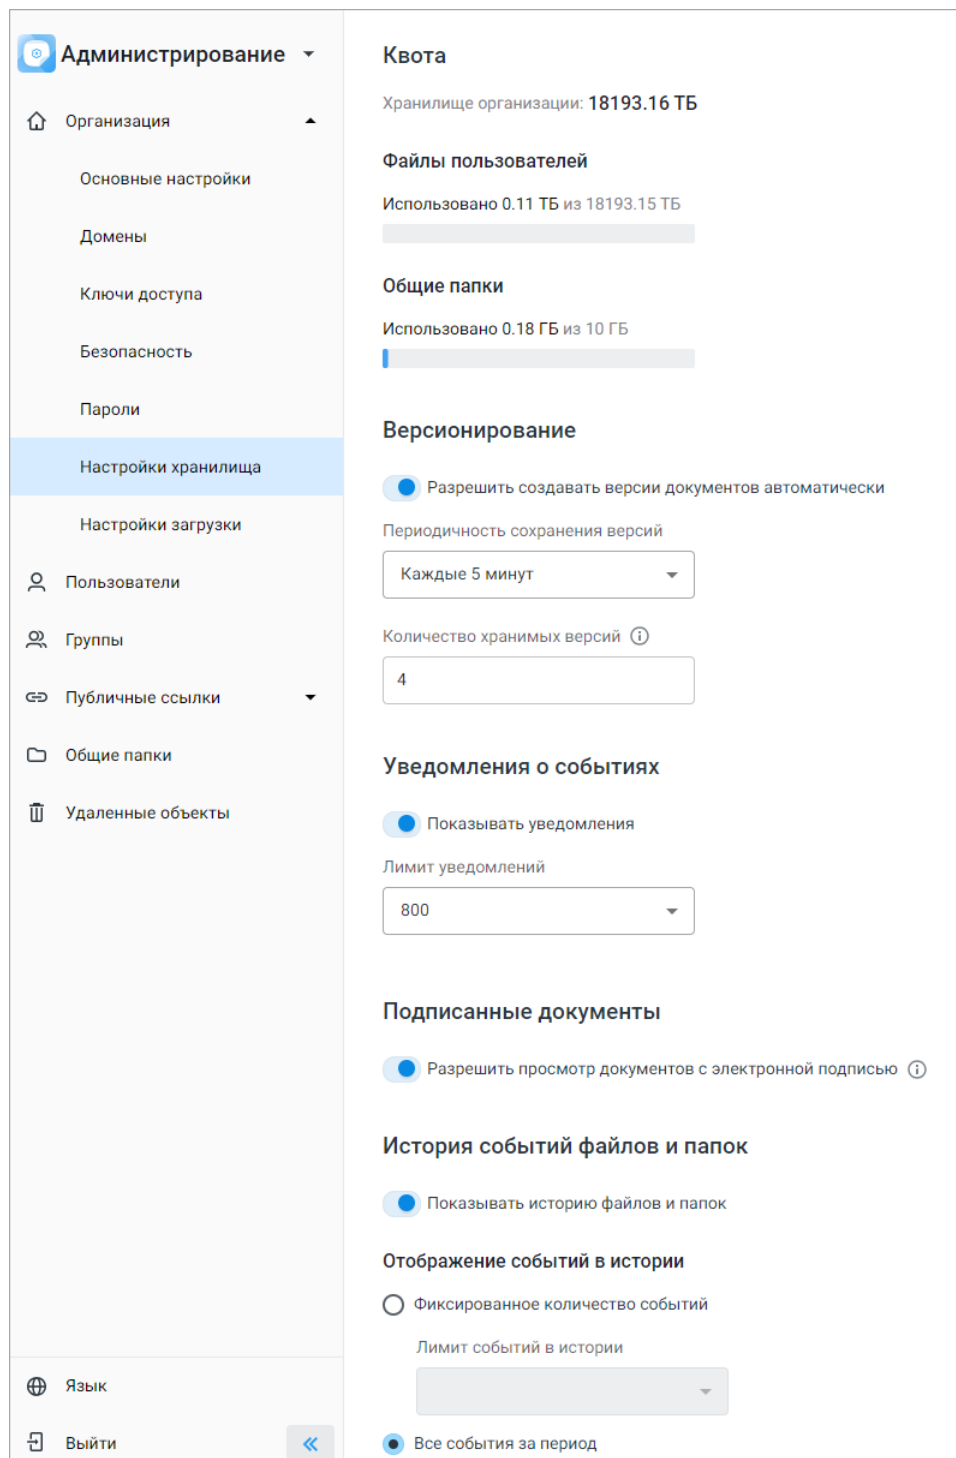 Администрирование
Организация
Основные настройки
Домены
Ключи доступа
Безопасность
Пароли
Настройки хранилища
Настройки загрузки
Пользователи
Группы
Публичные ссылки
Общие папки
Удаленные объекты
Язык
Выйти
Квота
Хранилище организации: 18193.16 ТБ
Файлы пользователей
Использовано 0.11 ТБ из 18193.15 ТБ
Общие папки
Использовано 0.18 ГБ из 10 ГБ
Версионирование
Разрешить создавать версии документов автоматически
Периодичность сохранения версий
Каждые 5 минут
Количество хранимых версий
4
Уведомления о событиях
Показывать уведомления
Лимит уведомлений
800
Подписанные документы
Разрешить просмотр документов с электронной подписью
История событий файлов и папок
Показывать историю файлов и папок
Отображение событий в истории
Фиксированное количество событий
Лимит событий в истории
Все события за период